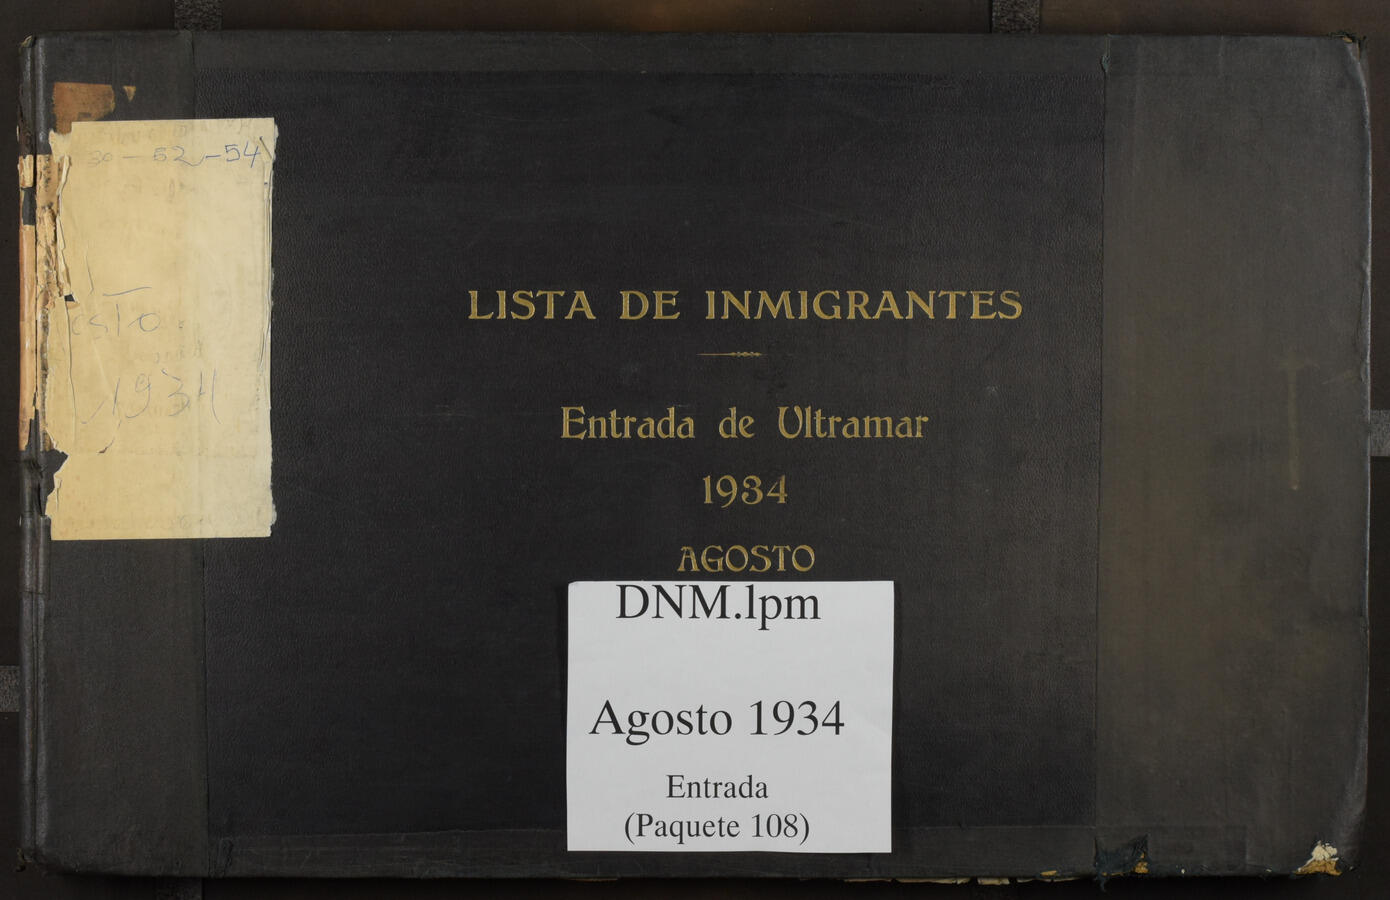 30-52-54
LISTA DE INMIGRANTES
Entrada de Ultramar
1934
AGOSTO
1934
DNM.lpm
Agosto 1934
Entrada
(Paquete 108)